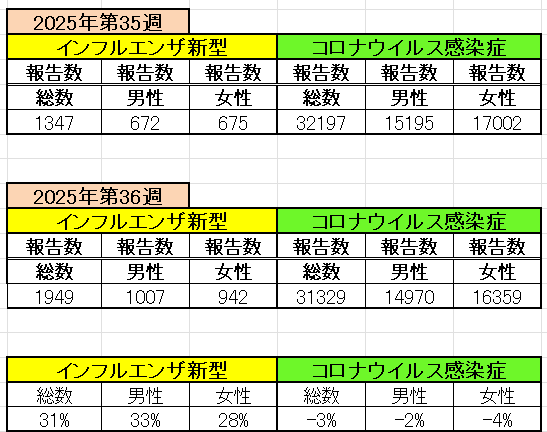 2025年第35週
インフルエンザ新型 コロナウイルス感染症
報告数 報告数 報告数 報告数 報告数 報告数
総数 男性 女性 総数 男性 女性
1347 672 675 32197 15195 17002
2025年第36週
インフルエンザ新型 コロナウイルス感染症
報告数 報告数 報告数 報告数 報告数 報告数
総数 男性 女性 総数 男性 女性
1949 1007 942 31329 14970 16359
インフルエンザ新型 コロナウイルス感染症
総数 男性 女性 総数 男性 女性
31% 33% 28% -3% -2% -4%